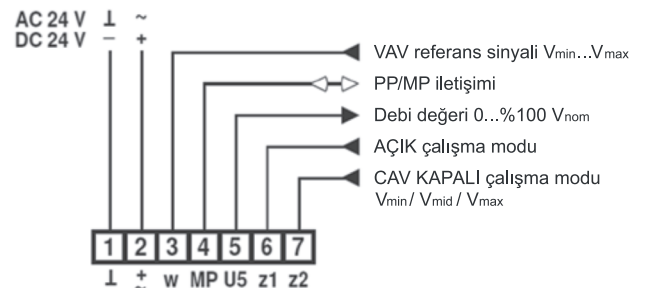 AC 24 V ⊥ ~
DC 24 V − +
VAV referans sinyali Vmin...Vmax
PP/MP iletişimi
Debi değeri 0...%100 Vnom
AÇIK çalışma modu
CAV KAPALI çalışma modu
Vmin / Vmid / Vmax
1 2 3 4 5 6 7
⊥ +~ w MP U5 z1 z2